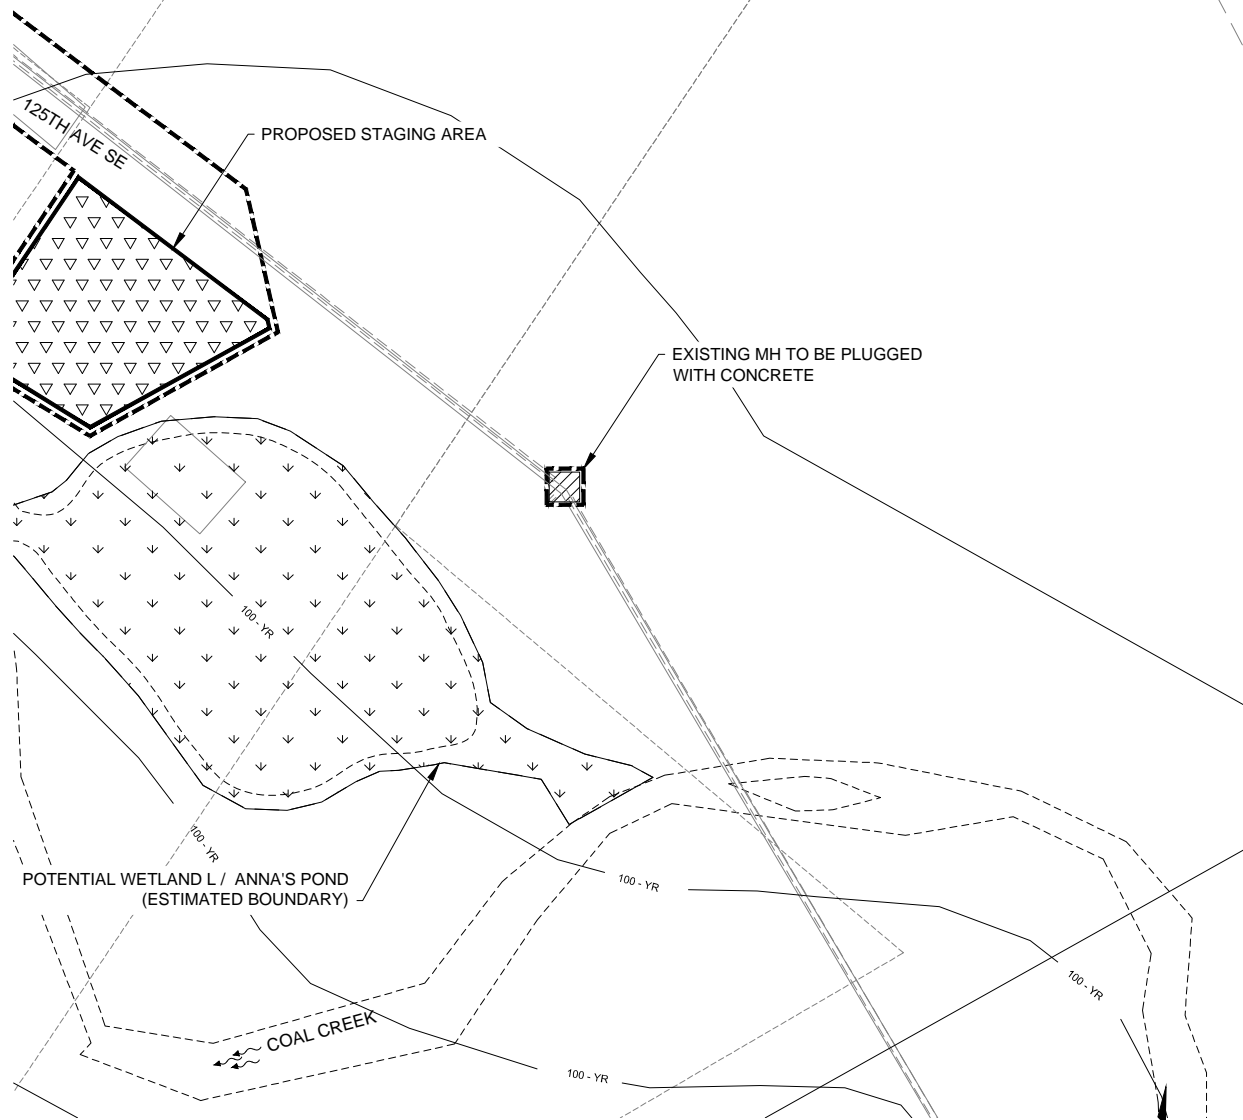 125TH AVE SE
PROPOSED STAGING AREA
EXISTING MH TO BE PLUGGED
WITH CONCRETE
100 - YR
100 - YR
POTENTIAL WETLAND L / ANNA'S POND
(ESTIMATED BOUNDARY)
100 - YR
100 - YR
COAL CREEK
100 - YR